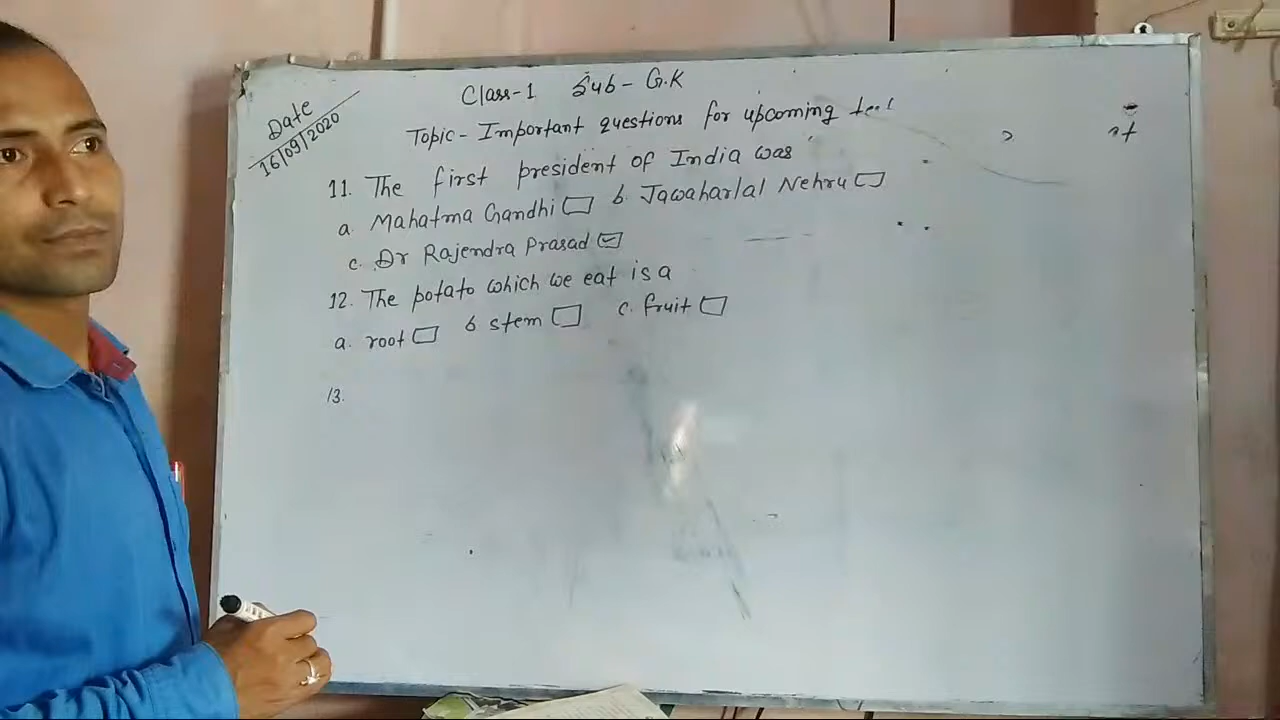 Class-1 Sub- G.K
Date
16/09/2020
Topic- Important questions for upcoming test
11. The first president of India was
a. Mahatma Gandhi b. Jawaharlal Nehru
c. Dr Rajendra Prasad
12. The potato which we eat is a
a. root b stem c. fruit
13.